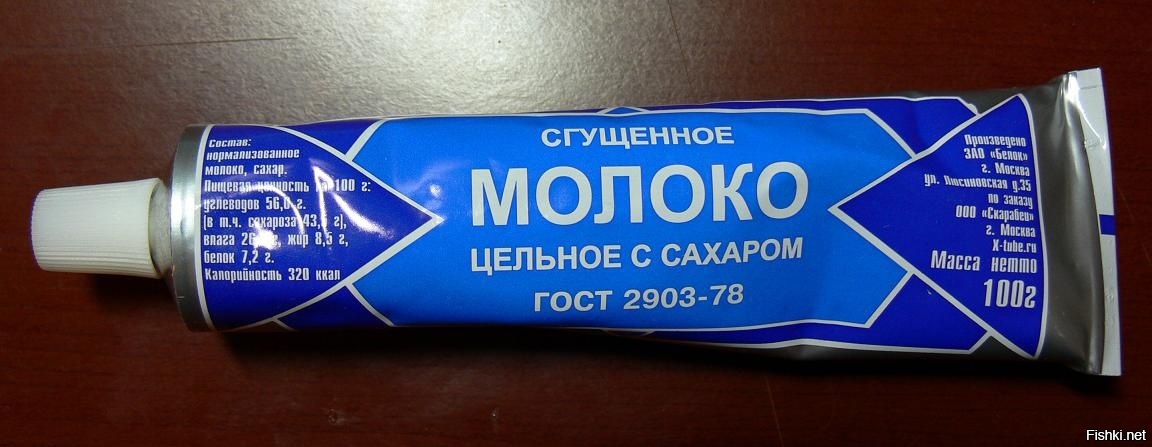 Состав:
нормализованное
молоко, сахар.
Пищевая ценность 100 г:
углеводов 56,0 г.
(в т.ч. сахароза 43,5 г),
влага г, жир 8,5 г,
белок 7,2 г.
Калорийность 320 ккал
СГУЩЕННОЕ
МОЛОКО
ЦЕЛЬНОЕ С САХАРОМ
ГОСТ 2903-78
Произведено
ЗАО «Белок»
г. Москва
ул. Люсиновская д.35
по заказу
ООО «Скарабей»
г. Москва
X-tube.ru
Масса нетто
100г
Fishki.net